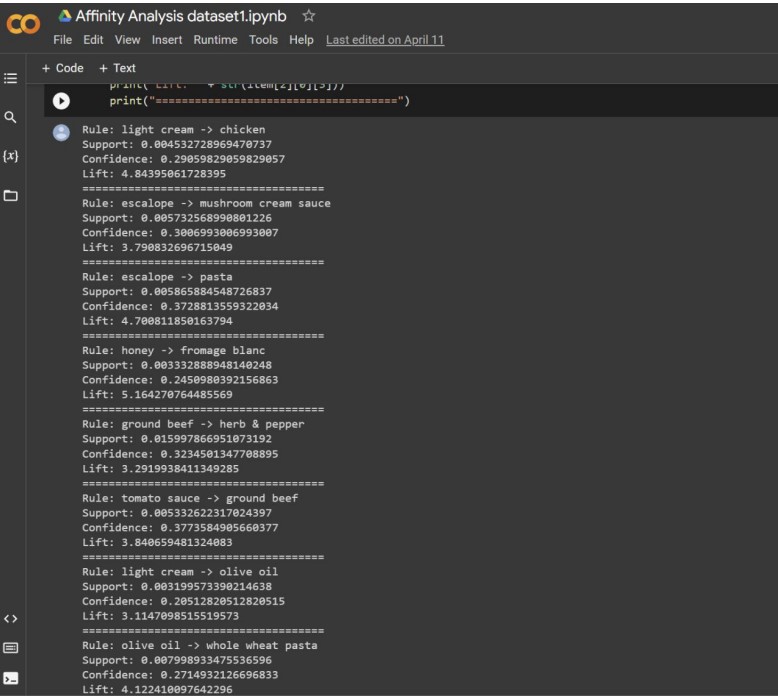 Affinity Analysis dataset1.ipynb
File Edit View Insert Runtime Tools Help Last edited on April 11
+ Code + Text
print("Lift: " + str(item[2][0][3]))
print("=====================================")
{x}
Rule: light cream -> chicken
Support: 0.004532728969470737
Confidence: 0.29059829059829057
Lift: 4.84395061728395
=====================================
Rule: escalope -> mushroom cream sauce
Support: 0.005732568990801226
Confidence: 0.3006993006993007
Lift: 3.790832696715049
=====================================
Rule: escalope -> pasta
Support: 0.005865884548726837
Confidence: 0.3728813559322034
Lift: 4.700811850163794
=====================================
Rule: honey -> fromage blanc
Support: 0.003332888948140248
Confidence: 0.2450980392156863
Lift: 5.164270764485569
=====================================
Rule: ground beef -> herb & pepper
Support: 0.015997866951073192
Confidence: 0.3234501347708895
Lift: 3.2919938411349285
=====================================
Rule: tomato sauce -> ground beef
Support: 0.005332622317024397
Confidence: 0.3773584905660377
Lift: 3.840659481324083
=====================================
Rule: light cream -> olive oil
Support: 0.003199573390214638
Confidence: 0.20512820512820515
Lift: 3.1147098515519573
=====================================
Rule: olive oil -> whole wheat pasta
Support: 0.007998933475536596
Confidence: 0.2714932126696833
Lift: 4.122410097642296